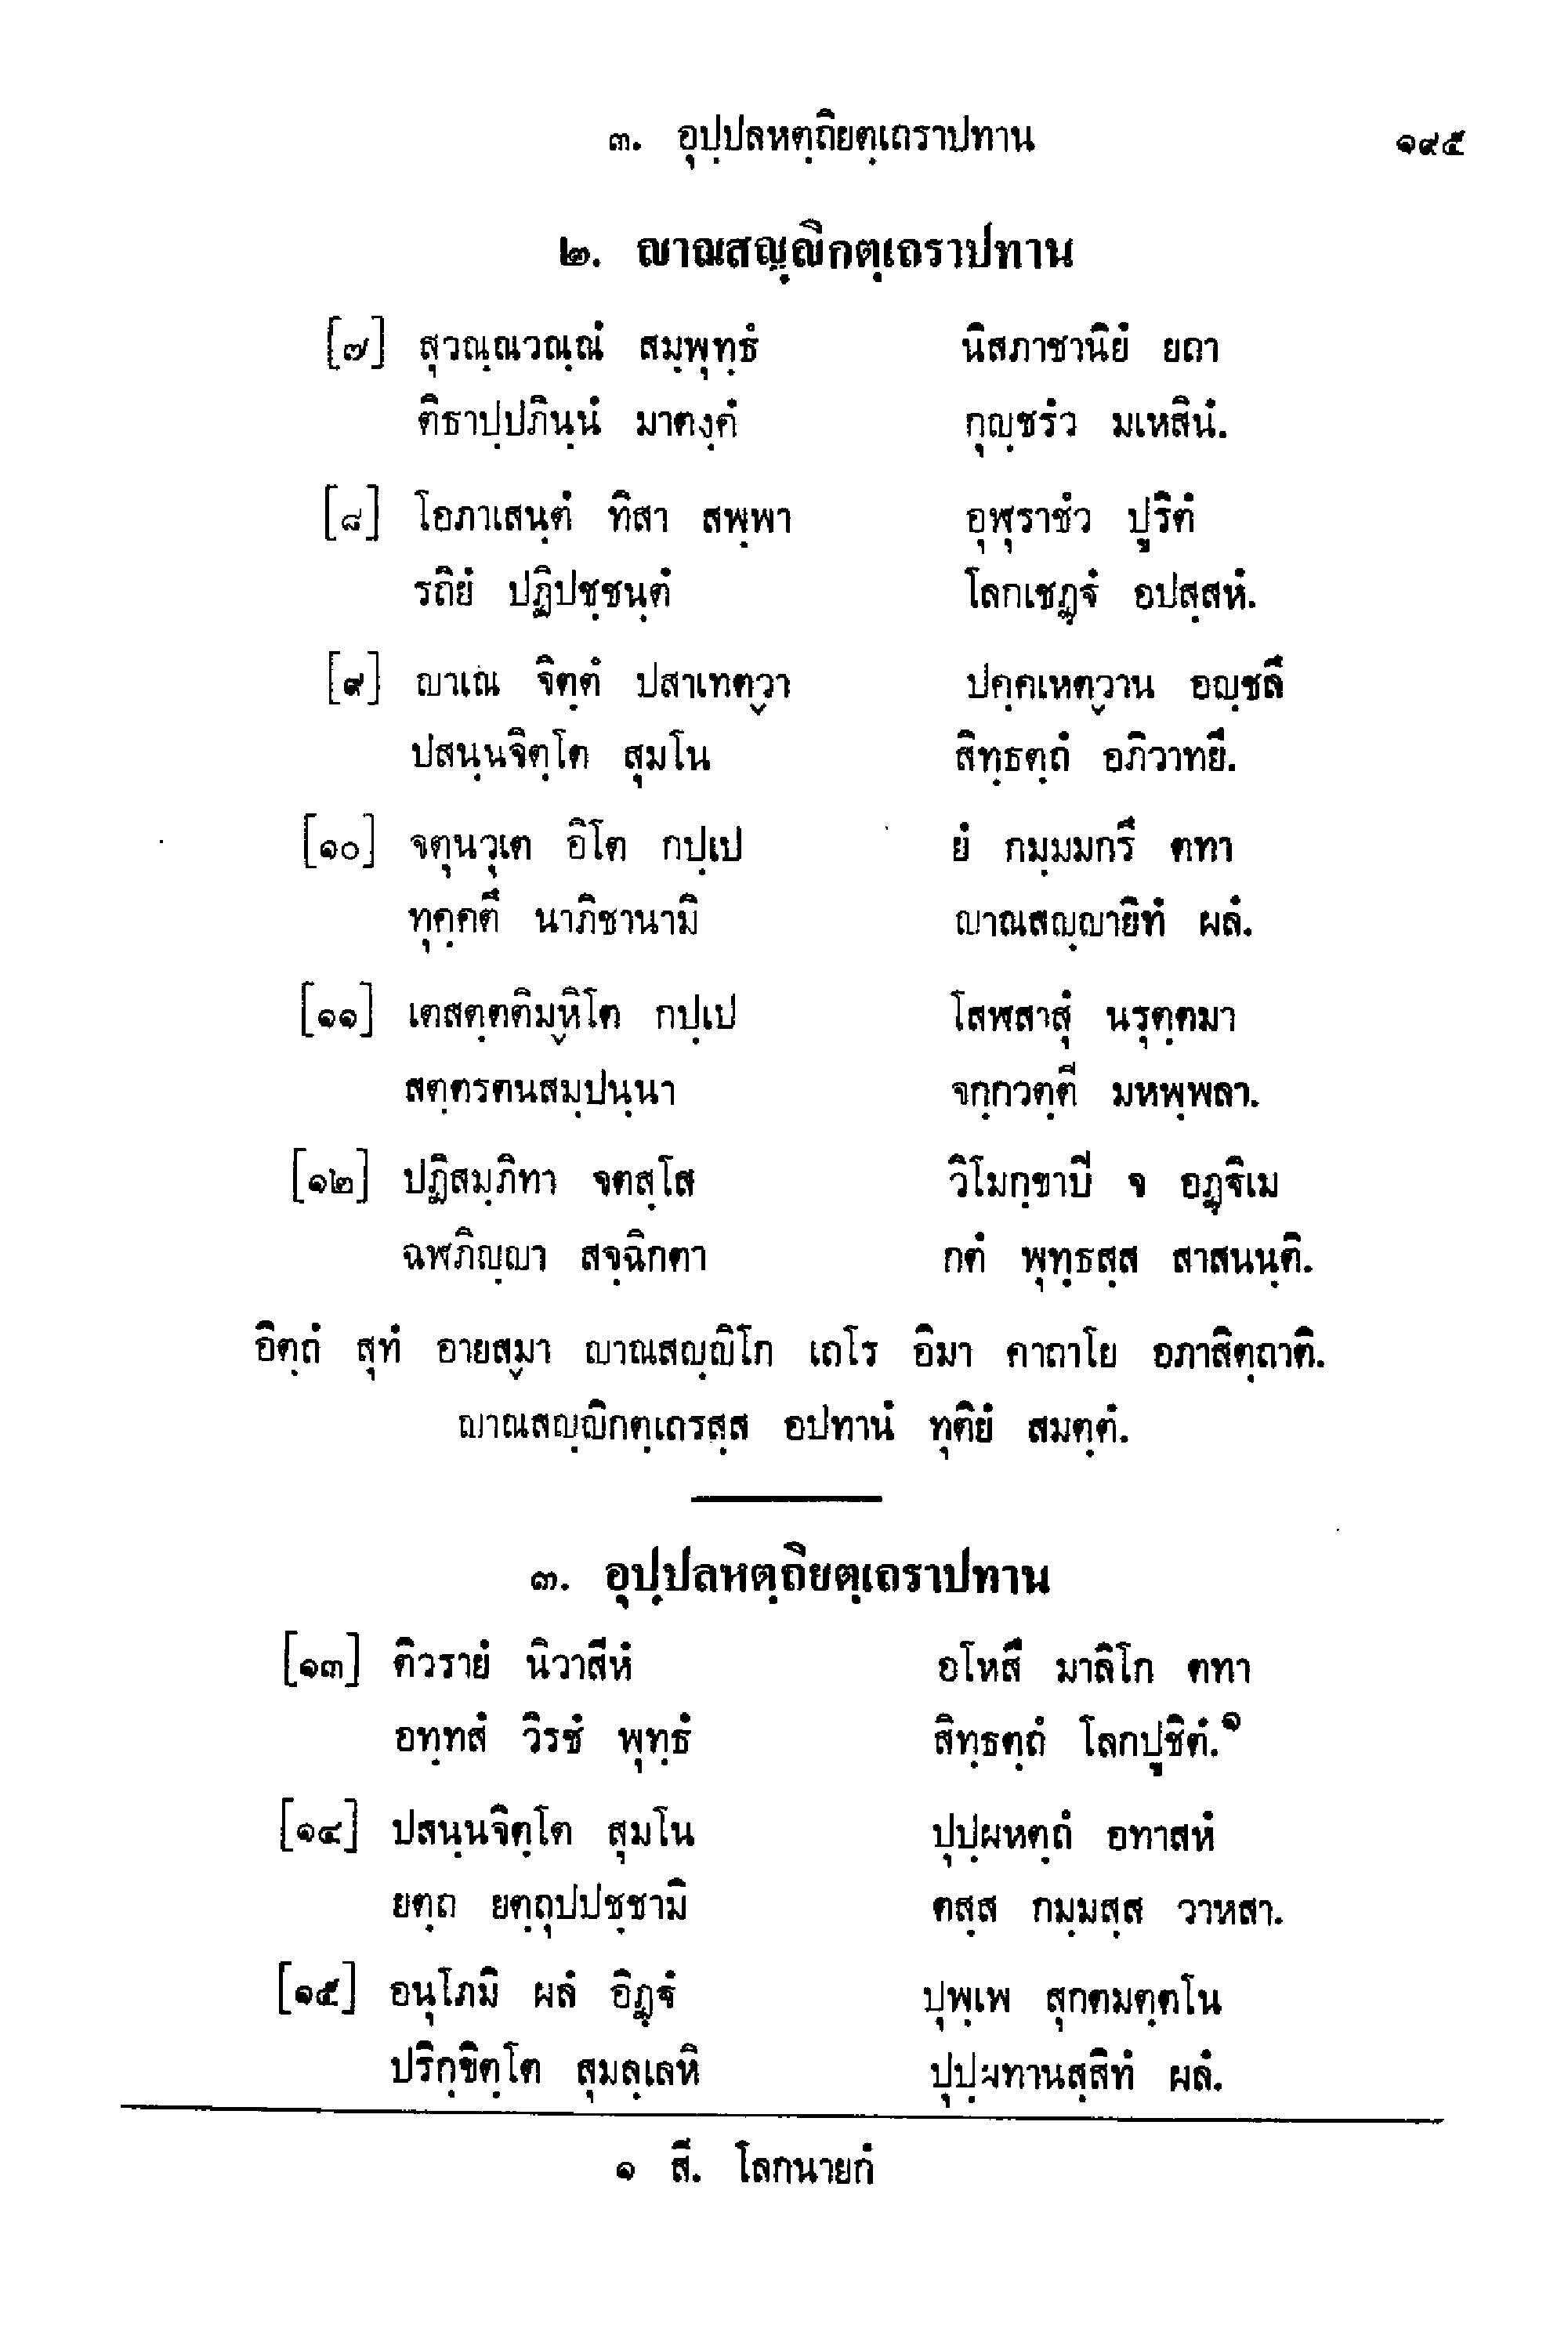 ๓. อุปฺปลหตฺถิยตฺเถราปทาน ๑๙๕
๒. ญาณสญฺญิกตฺเถราปทาน
[๗] สุวณฺณวณฺณํ สมฺพุทฺธํ นิสภาชานิยํ ยถา
ติธาปฺปภินฺนํ มาตงฺคํ กุญฺชรํว มเหสินํ.
[๘] โอภาเสนฺตํ ทิสา สพฺพา อุฬุราชํว ปูริตํ
รถิยํ ปฏิปชฺชนฺตํ โลกเชฏฺฐํ อปสฺสหํ.
[๙] ญาเณ จิตฺตํ ปสาเทตฺวา ปคฺคเหตฺวาน อญฺชลึ
ปสนฺนจิตฺโต สุมโน สิทฺธตฺถํ อภิวาทยึ.
[๑๐] จตุนวุเต อิโต กปฺเป ยํ กมฺมมกรึ ตทา
ทุคฺคตึ นาภิชานามิ ญาณสญฺญายิทํ ผลํ.
[๑๑] เตสตฺตติมฺหิโต กปฺเป โสฬสาสุํ นรุตฺตมา
สตฺตรตนสมฺปนฺนา จกฺกวตฺตี มหพฺพลา.
[๑๒] ปฏิสมฺภิทา จตสฺโส วิโมกฺขาปิ จ อฏฺฐิเม
ฉฬภิญฺญา สจฺฉิกตา กตํ พุทฺธสฺส สาสนนฺติ.
อิตฺถํ สุทํ อายสฺมา ญาณสญฺญิโก เถโร อิมา คาถาโย อภาสิตฺถาติ.
ญาณสญฺญิกตฺเถรสฺส อปทานํ ทุติยํ สมตฺตํ.
๓. อุปฺปลหตฺถิยตฺเถราปทาน
[๑๓] ติวรายํ นิวาสีหํ อโหสึ มาลิโก ตทา
อทฺทสํ วิรชํ พุทฺธํ สิทฺธตฺถํ โลกปูชิตํ.๑
[๑๔] ปสนฺนจิตฺโต สุมโน ปุปฺผหตฺถํ อทาสหํ
ยตฺถ ยตฺถุปปชฺชามิ ตสฺส กมฺมสฺส วาหสา.
[๑๕] อนุโภมิ ผลํ อิฏฺฐํ ปุพฺเพ สุกตมตฺตโน
ปริกฺขิตฺโต สุมลฺเลหิ ปุปฺผทานสฺสิทํ ผลํ.
๑ สี. โลกนายกํ